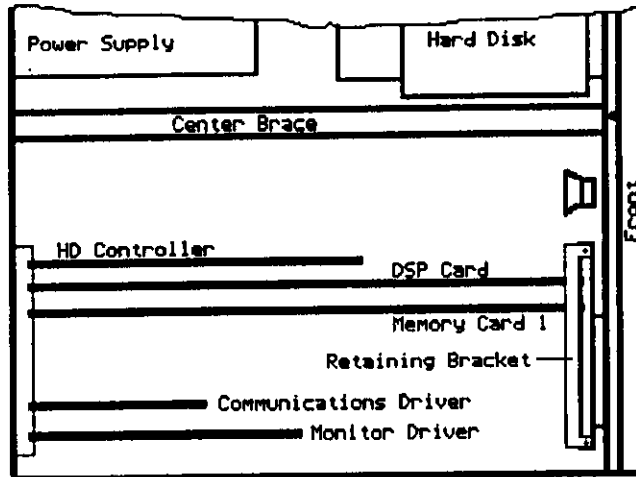 Power Supply
Hard Disk
Center Brace
Front
HD Controller
DSP Card
Memory Card 1
Retaining Bracket
Communications Driver
Monitor Driver